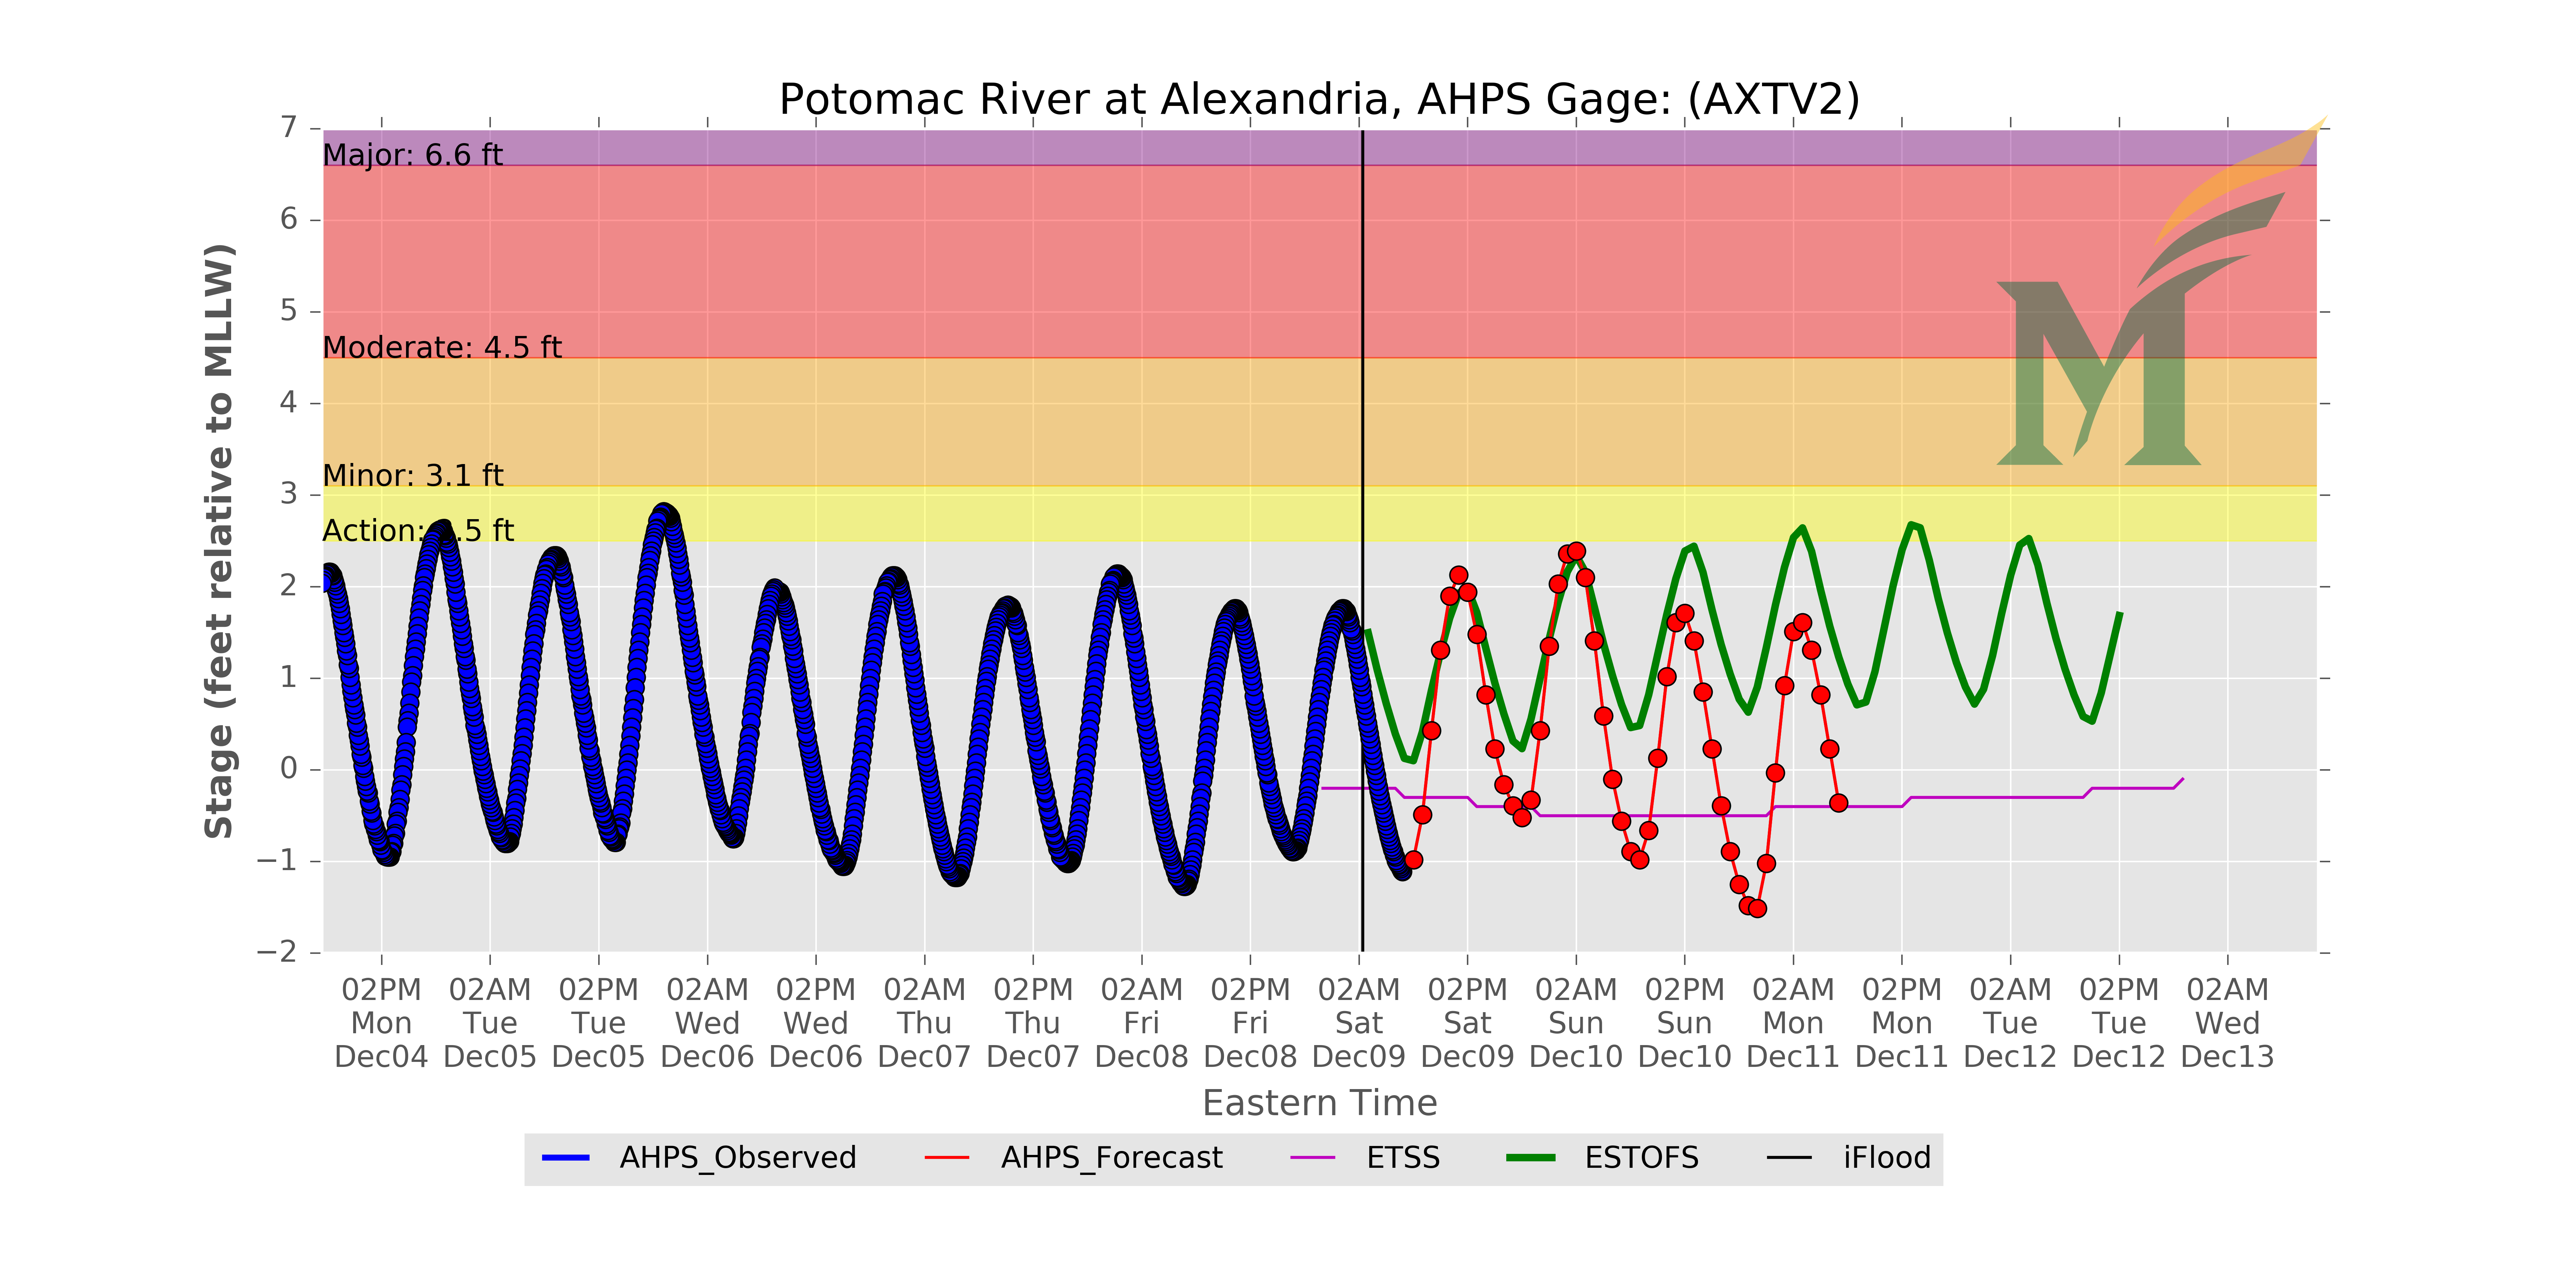 Potomac River at Alexandria, AHPS Gage: (AXTV2)
7
Major: 6.6 ft
6
5
Moderate: 4.5 ft
4
Minor: 3.1 ft
3
Action: .5 ft
2
1
0
−1
−2
Stage (feet relative to MLLW)
02PM 02AM 02PM 02AM 02PM 02AM 02PM 02AM 02PM 02AM 02PM 02AM 02PM 02AM 02PM 02AM 02PM 02AM
Mon Tue Tue Wed Wed Thu Thu Fri Fri Sat Sat Sun Sun Mon Mon Tue Tue Wed
Dec04 Dec05 Dec05 Dec06 Dec06 Dec07 Dec07 Dec08 Dec08 Dec09 Dec09 Dec10 Dec10 Dec11 Dec11 Dec12 Dec12 Dec13
Eastern Time
AHPS_Observed AHPS_Forecast ETSS ESTOFS iFlood